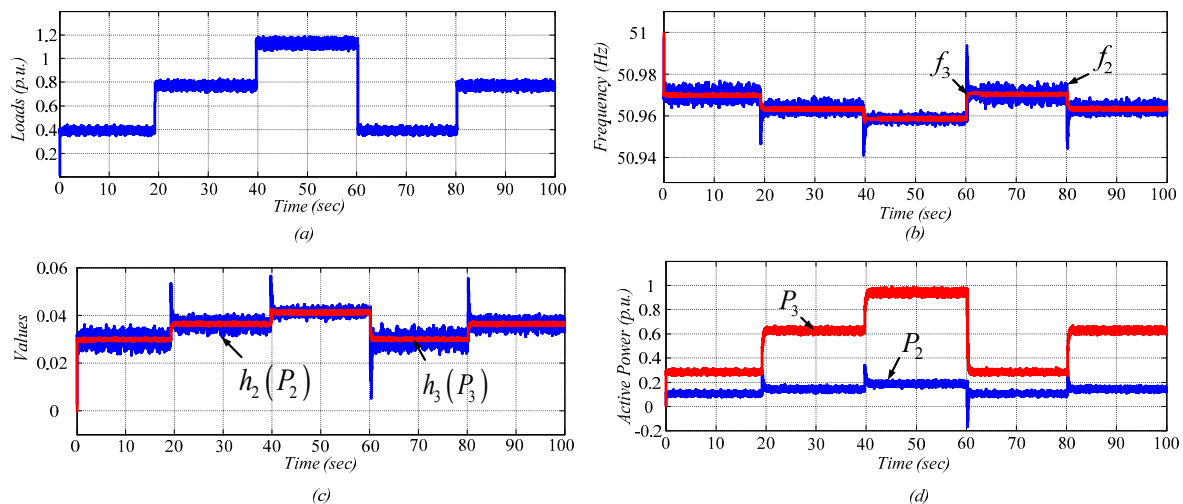 1.2
1
0.8
0.6
0.4
0.2
Loads (p.u.)
0 10 20 30 40 50 60 70 80 90 100
Time (sec)
(a)
51
50.98
50.96
50.94
Frequency (Hz)
f3
f2
0 10 20 30 40 50 60 70 80 90 100
Time (sec)
(b)
0.06
0.04
0.02
0
Values
h2(P2)
h3(P3)
0 10 20 30 40 50 60 70 80 90 100
Time (sec)
(c)
1
0.8
0.6
0.4
0.2
0
-0.2
Active Power (p.u.)
P3
P2
0 10 20 30 40 50 60 70 80 90 100
Time (sec)
(d)